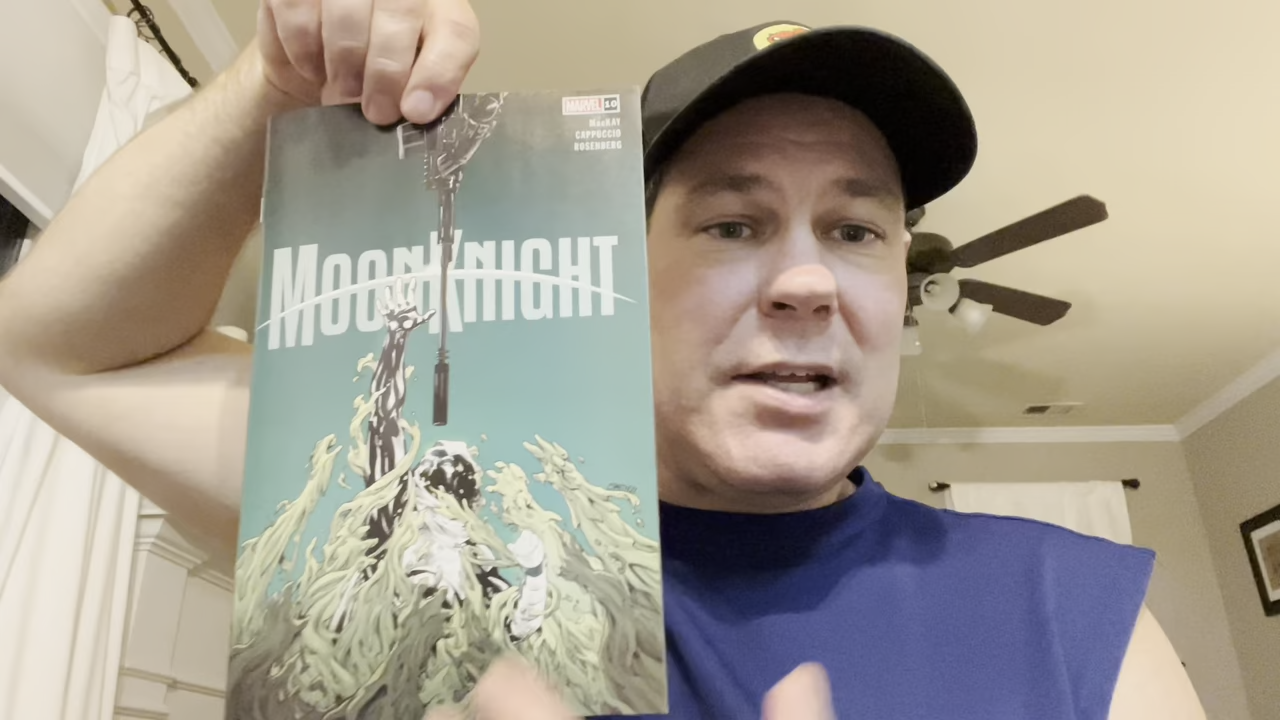 MARVEL 10
MacKAY
CAPPUCCIO
ROSENBERG
MOON KNIGHT